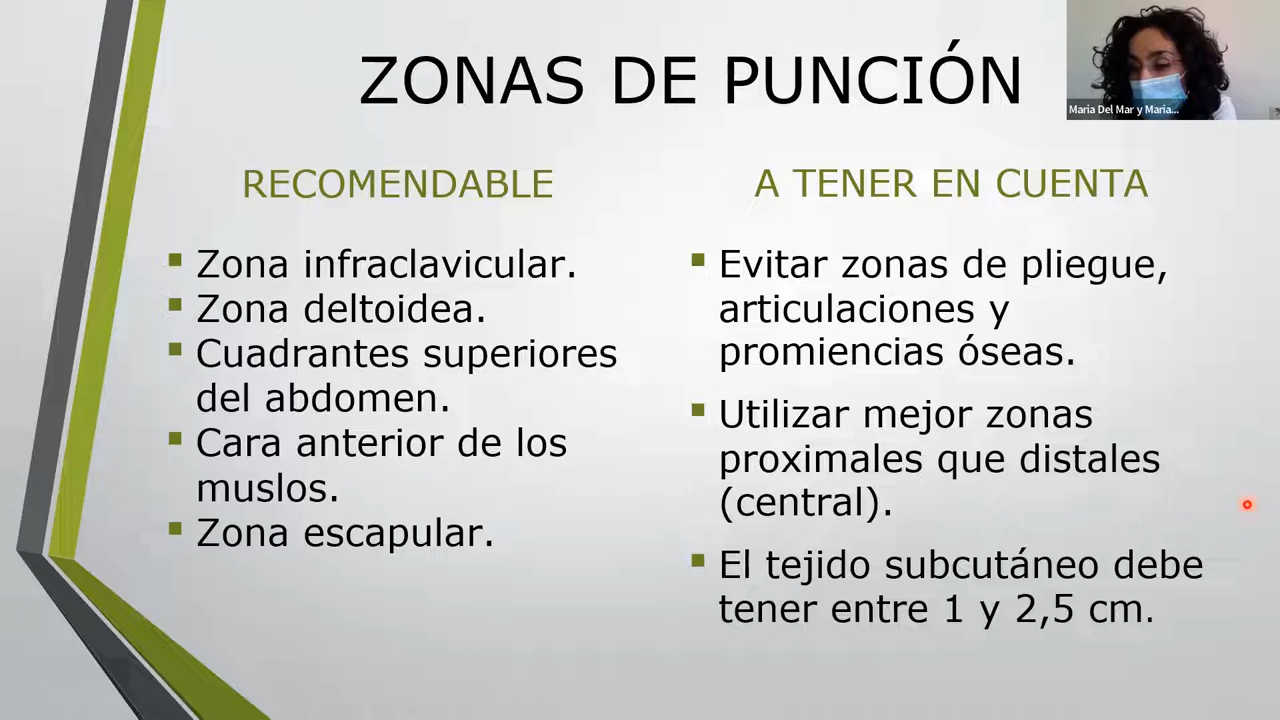 ZONAS DE PUNCIÓN
Maria Del Mar y Maria...
RECOMENDABLE
Zona infraclavicular.
Zona deltoidea.
Cuadrantes superiores
del abdomen.
Cara anterior de los
muslos.
Zona escapular.
A TENER EN CUENTA
Evitar zonas de pliegue,
articulaciones y
promiencias óseas.
Utilizar mejor zonas
proximales que distales
(central).
El tejido subcutáneo debe
tener entre 1 y 2,5 cm.